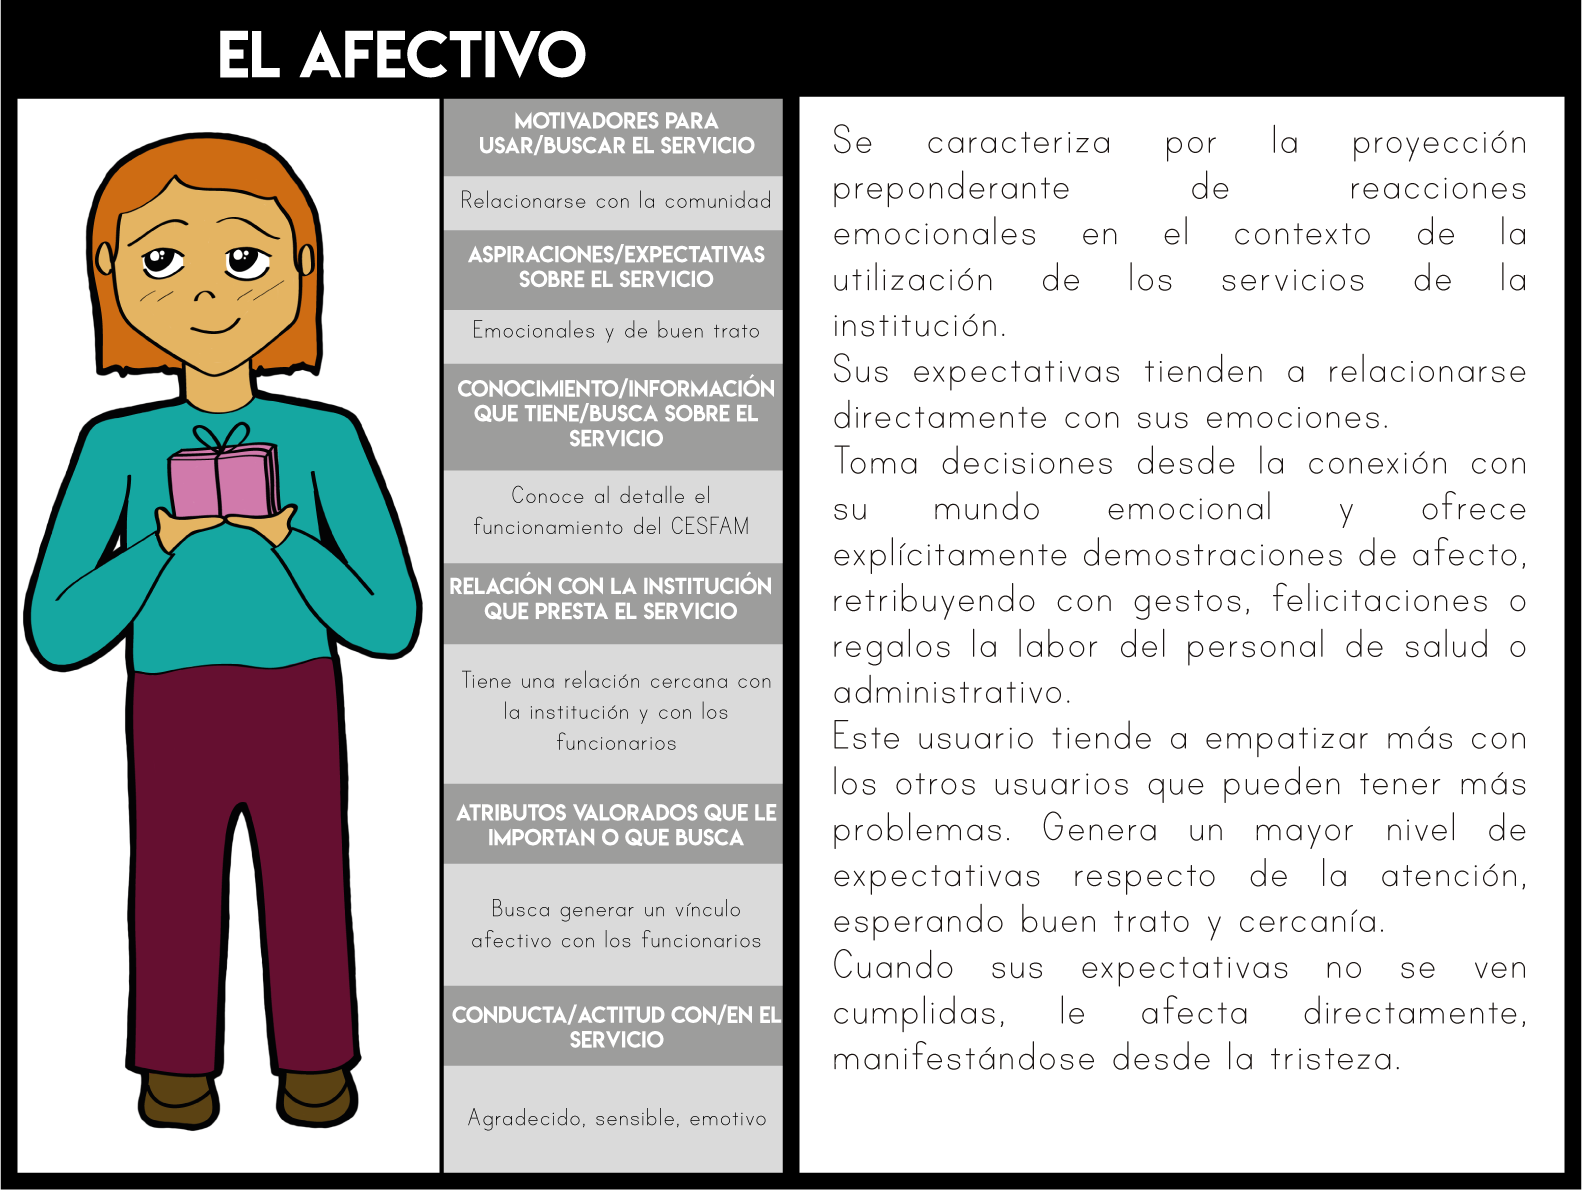 EL AFECTIVO
MOTIVADORES PARA
USAR/BUSCAR EL SERVICIO
Relacionarse con la comunidad
ASPIRACIONES/EXPECTATIVAS
SOBRE EL SERVICIO
Emocionales y de buen trato
CONOCIMIENTO/INFORMACIÓN
QUE TIENE/BUSCA SOBRE EL
SERVICIO
Conoce al detalle el
funcionamiento del CESFAM
RELACIÓN CON LA INSTITUCIÓN
QUE PRESTA EL SERVICIO
Tiene una relación cercana con
la institución y con los
funcionarios
ATRIBUTOS VALORADOS QUE LE
IMPORTAN O QUE BUSCA
Busca generar un vínculo
afectivo con los funcionarios
CONDUCTA/ACTITUD CON/EN EL
SERVICIO
Agradecido, sensible, emotivo
Se caracteriza por la proyección
preponderante de reacciones
emocionales en el contexto de la
utilización de los servicios de la
institución.
Sus expectativas tienden a relacionarse
directamente con sus emociones.
Toma decisiones desde la conexión con
su mundo emocional y ofrece
explícitamente demostraciones de afecto,
retribuyendo con gestos, felicitaciones o
regalos la labor del personal de salud o
administrativo.
Este usuario tiende a empatizar más con
los otros usuarios que pueden tener más
problemas. Genera un mayor nivel de
expectativas respecto de la atención,
esperando buen trato y cercanía.
Cuando sus expectativas no se ven
cumplidas, le afecta directamente,
manifestándose desde la tristeza.